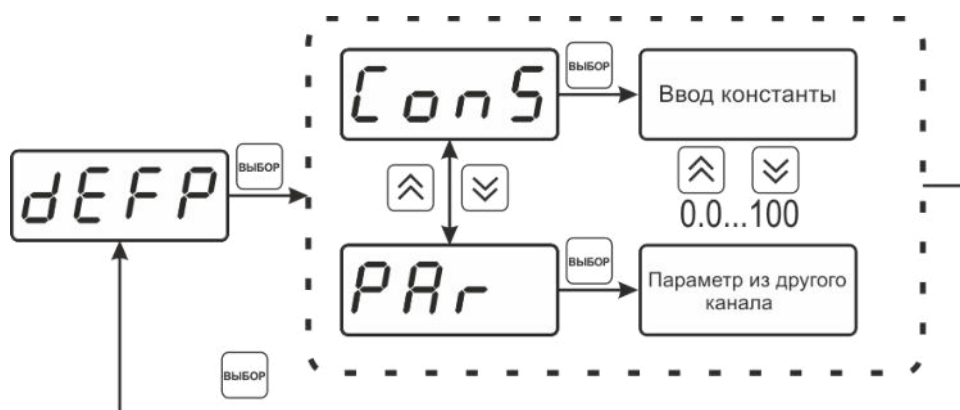 ConS
ВЫБОР
Ввод константы
dEFP
ВЫБОР
0.0...100
PAr
ВЫБОР
Параметр из другого
канала
ВЫБОР